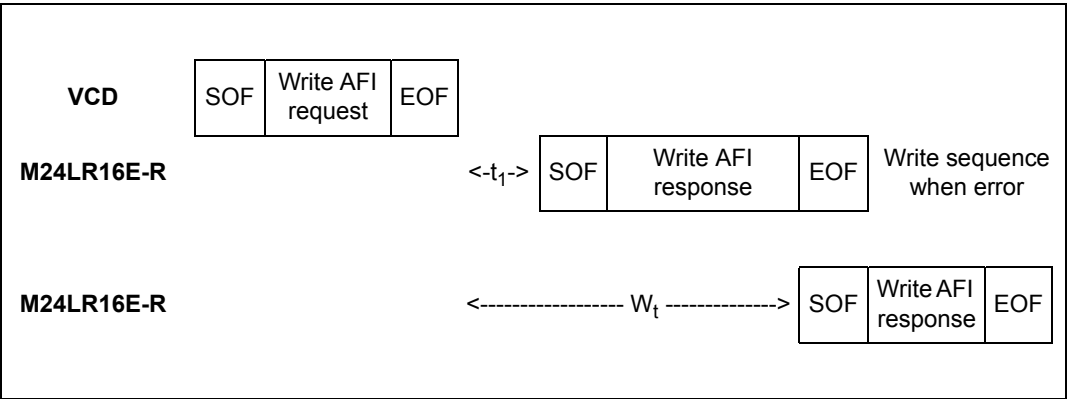 VCD SOF Write AFI request EOF
M24LR16E-R <-t1-> SOF Write AFI response EOF Write sequence when error
M24LR16E-R <------------------ Wt --------------> SOF Write AFI response EOF